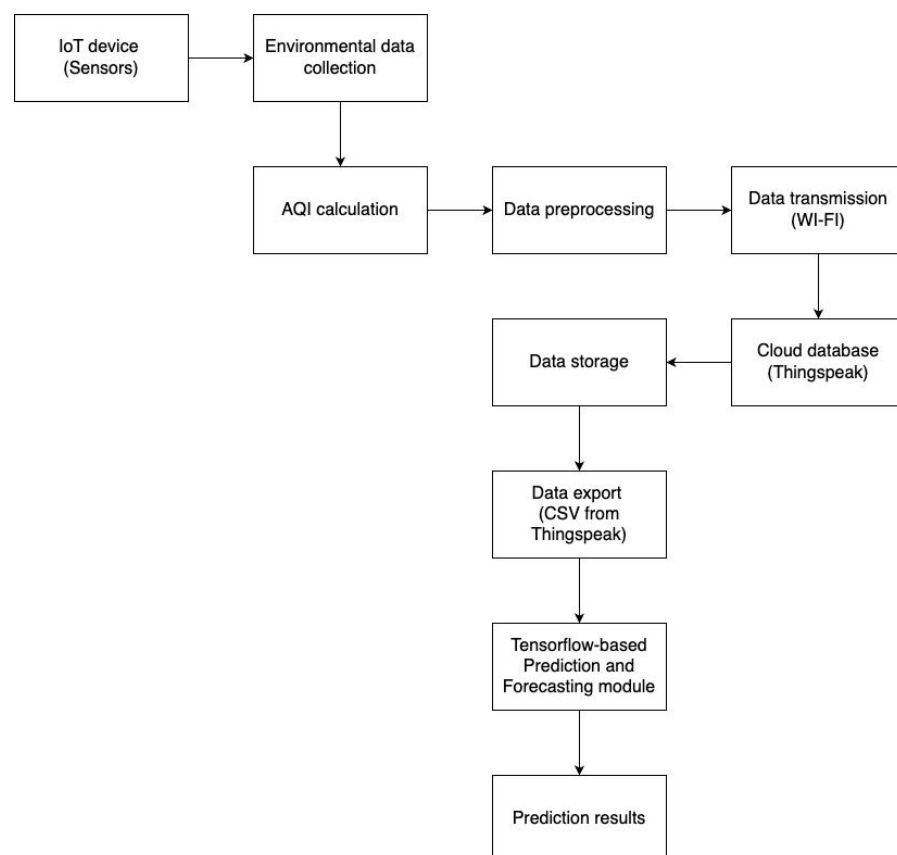 IoT device
(Sensors)
Environmental data
collection
AQI calculation
Data preprocessing
Data transmission
(WI-FI)
Data storage
Cloud database
(Thingspeak)
Data export
(CSV from
Thingspeak)
Tensorflow-based
Prediction and
Forecasting module
Prediction results